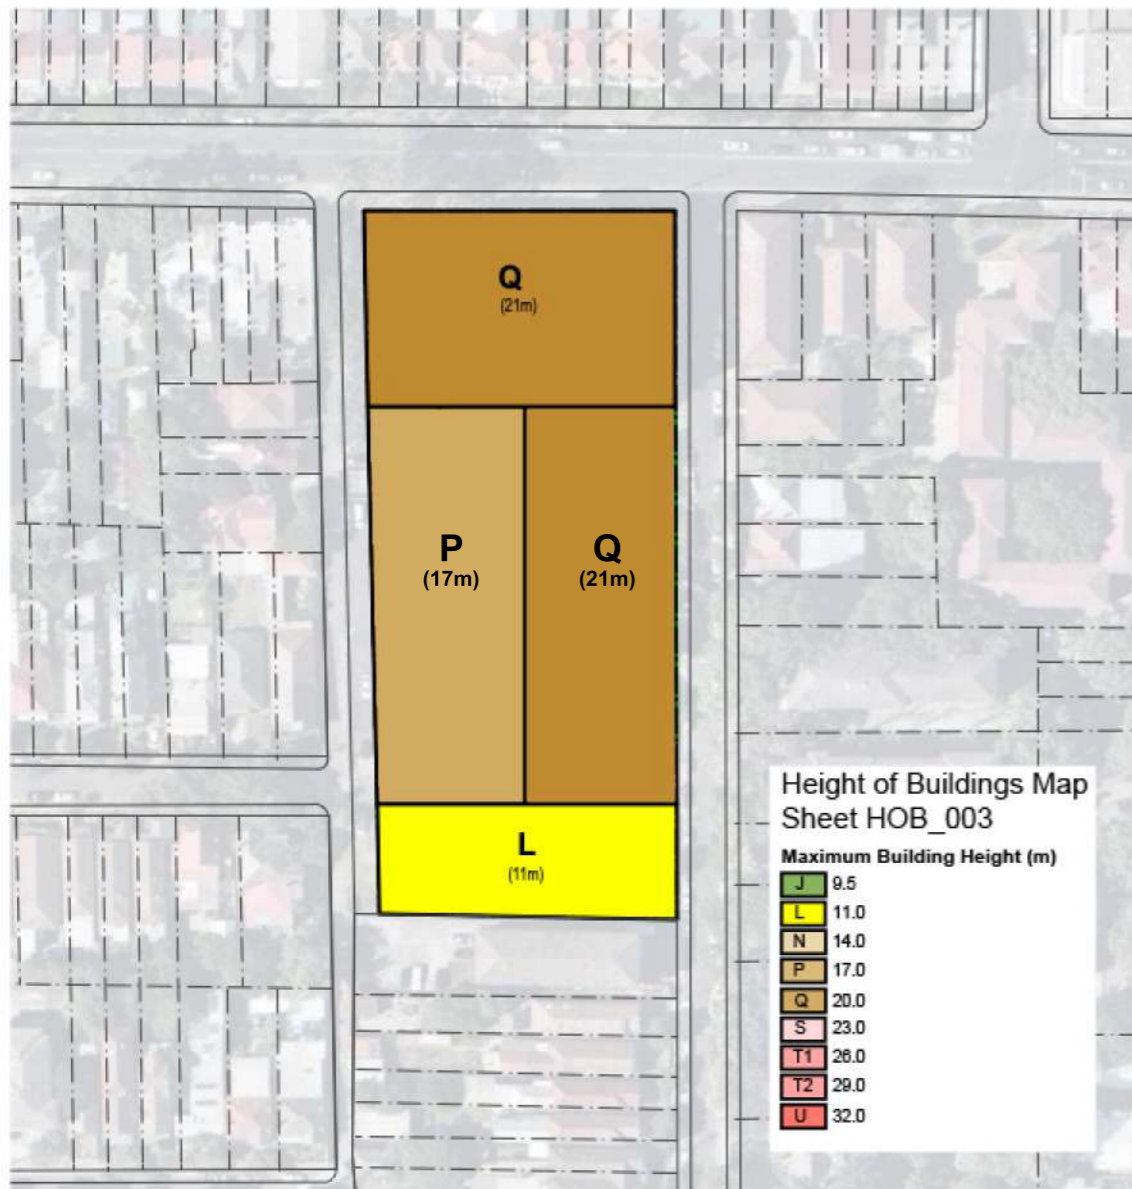 Q
(21m)
P
(17m)
Q
(21m)
L
(11m)
Height of Buildings Map
Sheet HOB_003
Maximum Building Height (m)
J 9.5
L 11.0
N 14.0
P 17.0
Q 20.0
S 23.0
T1 26.0
T2 29.0
U 32.0